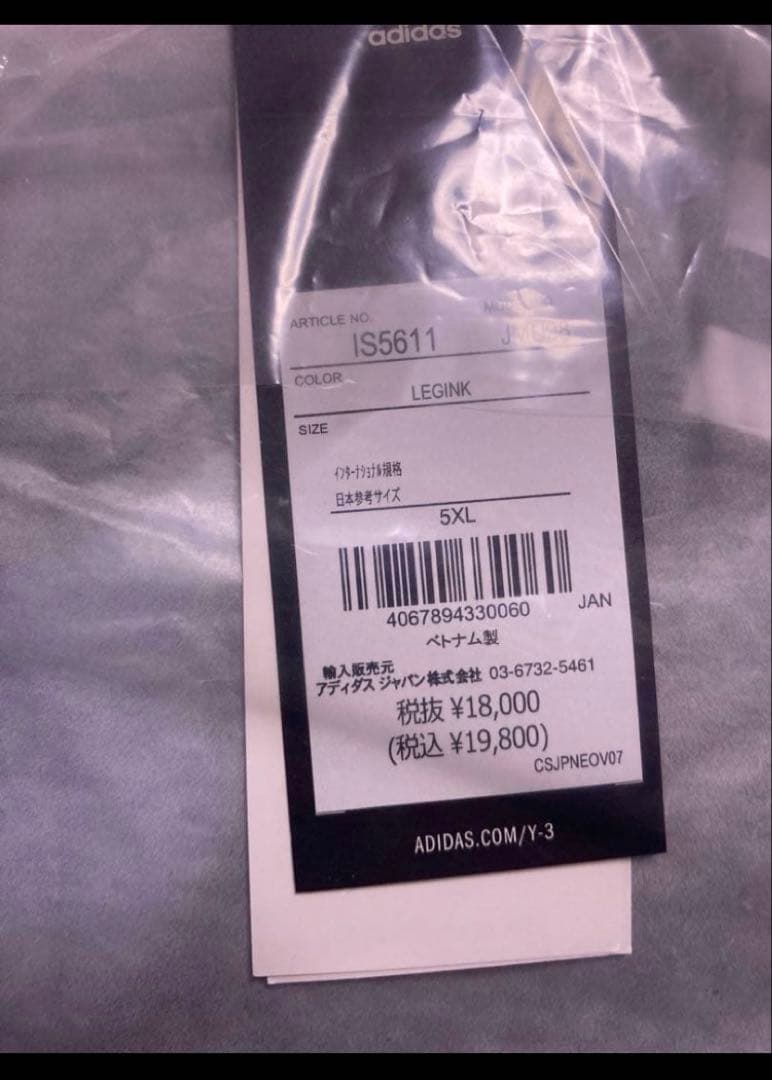 adidas
ARTICLE NO.
IS5611
COLOR
LEGINK
SIZE
インターナショナル規格
日本参考サイズ
5XL
4067894330060
JAN
ベトナム製
輸入販売元
アディダス ジャパン株式会社 03-6732-5461
税抜 ¥18,000
(税込 ¥19,800)
CSJPNEOV07
ADIDAS.COM/Y-3